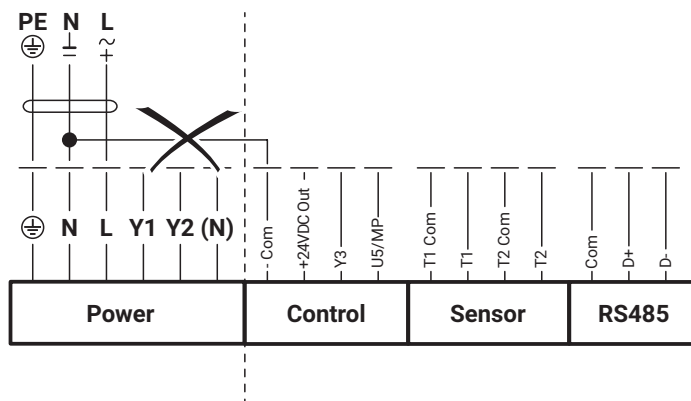 PE N L
N L Y1 Y2 (N)
- Com
+24VDC Out
Y3
U5/MP
T1 Com
T1
T2 Com
T2
Com
D+
D-
Power
Control
Sensor
RS485